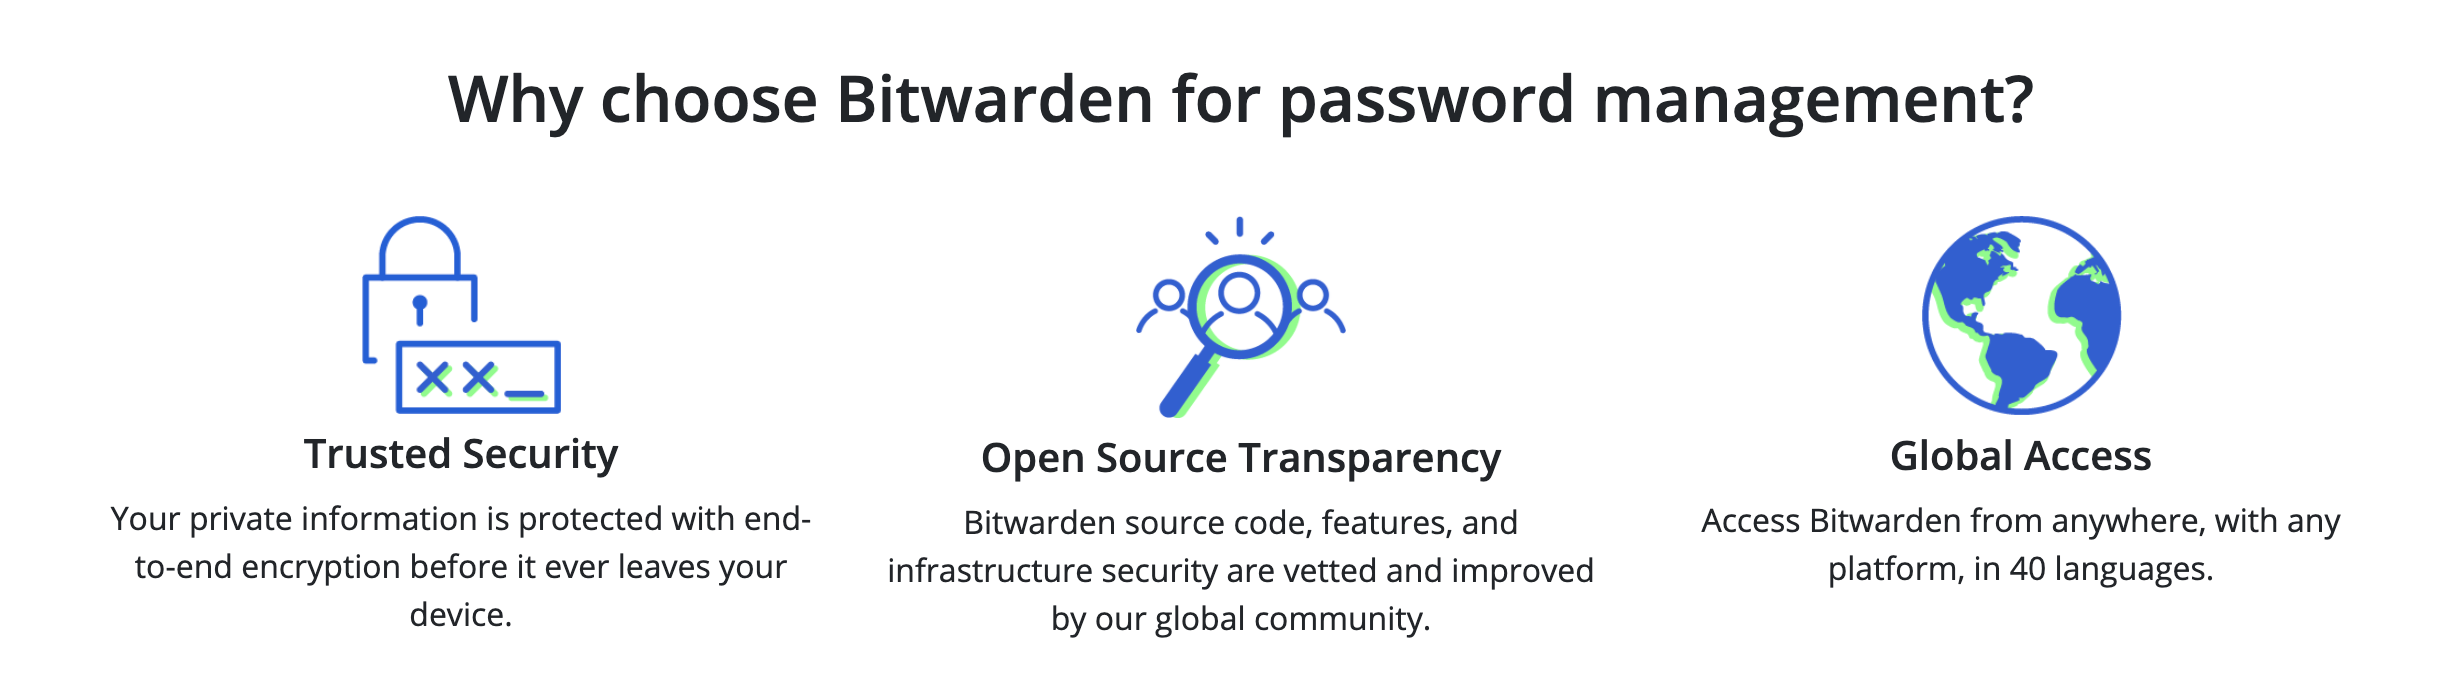 Why choose Bitwarden for password management?
Trusted Security
Your private information is protected with end-
to-end encryption before it ever leaves your
device.
Open Source Transparency
Bitwarden source code, features, and
infrastructure security are vetted and improved
by our global community.
Global Access
Access Bitwarden from anywhere, with any
platform, in 40 languages.